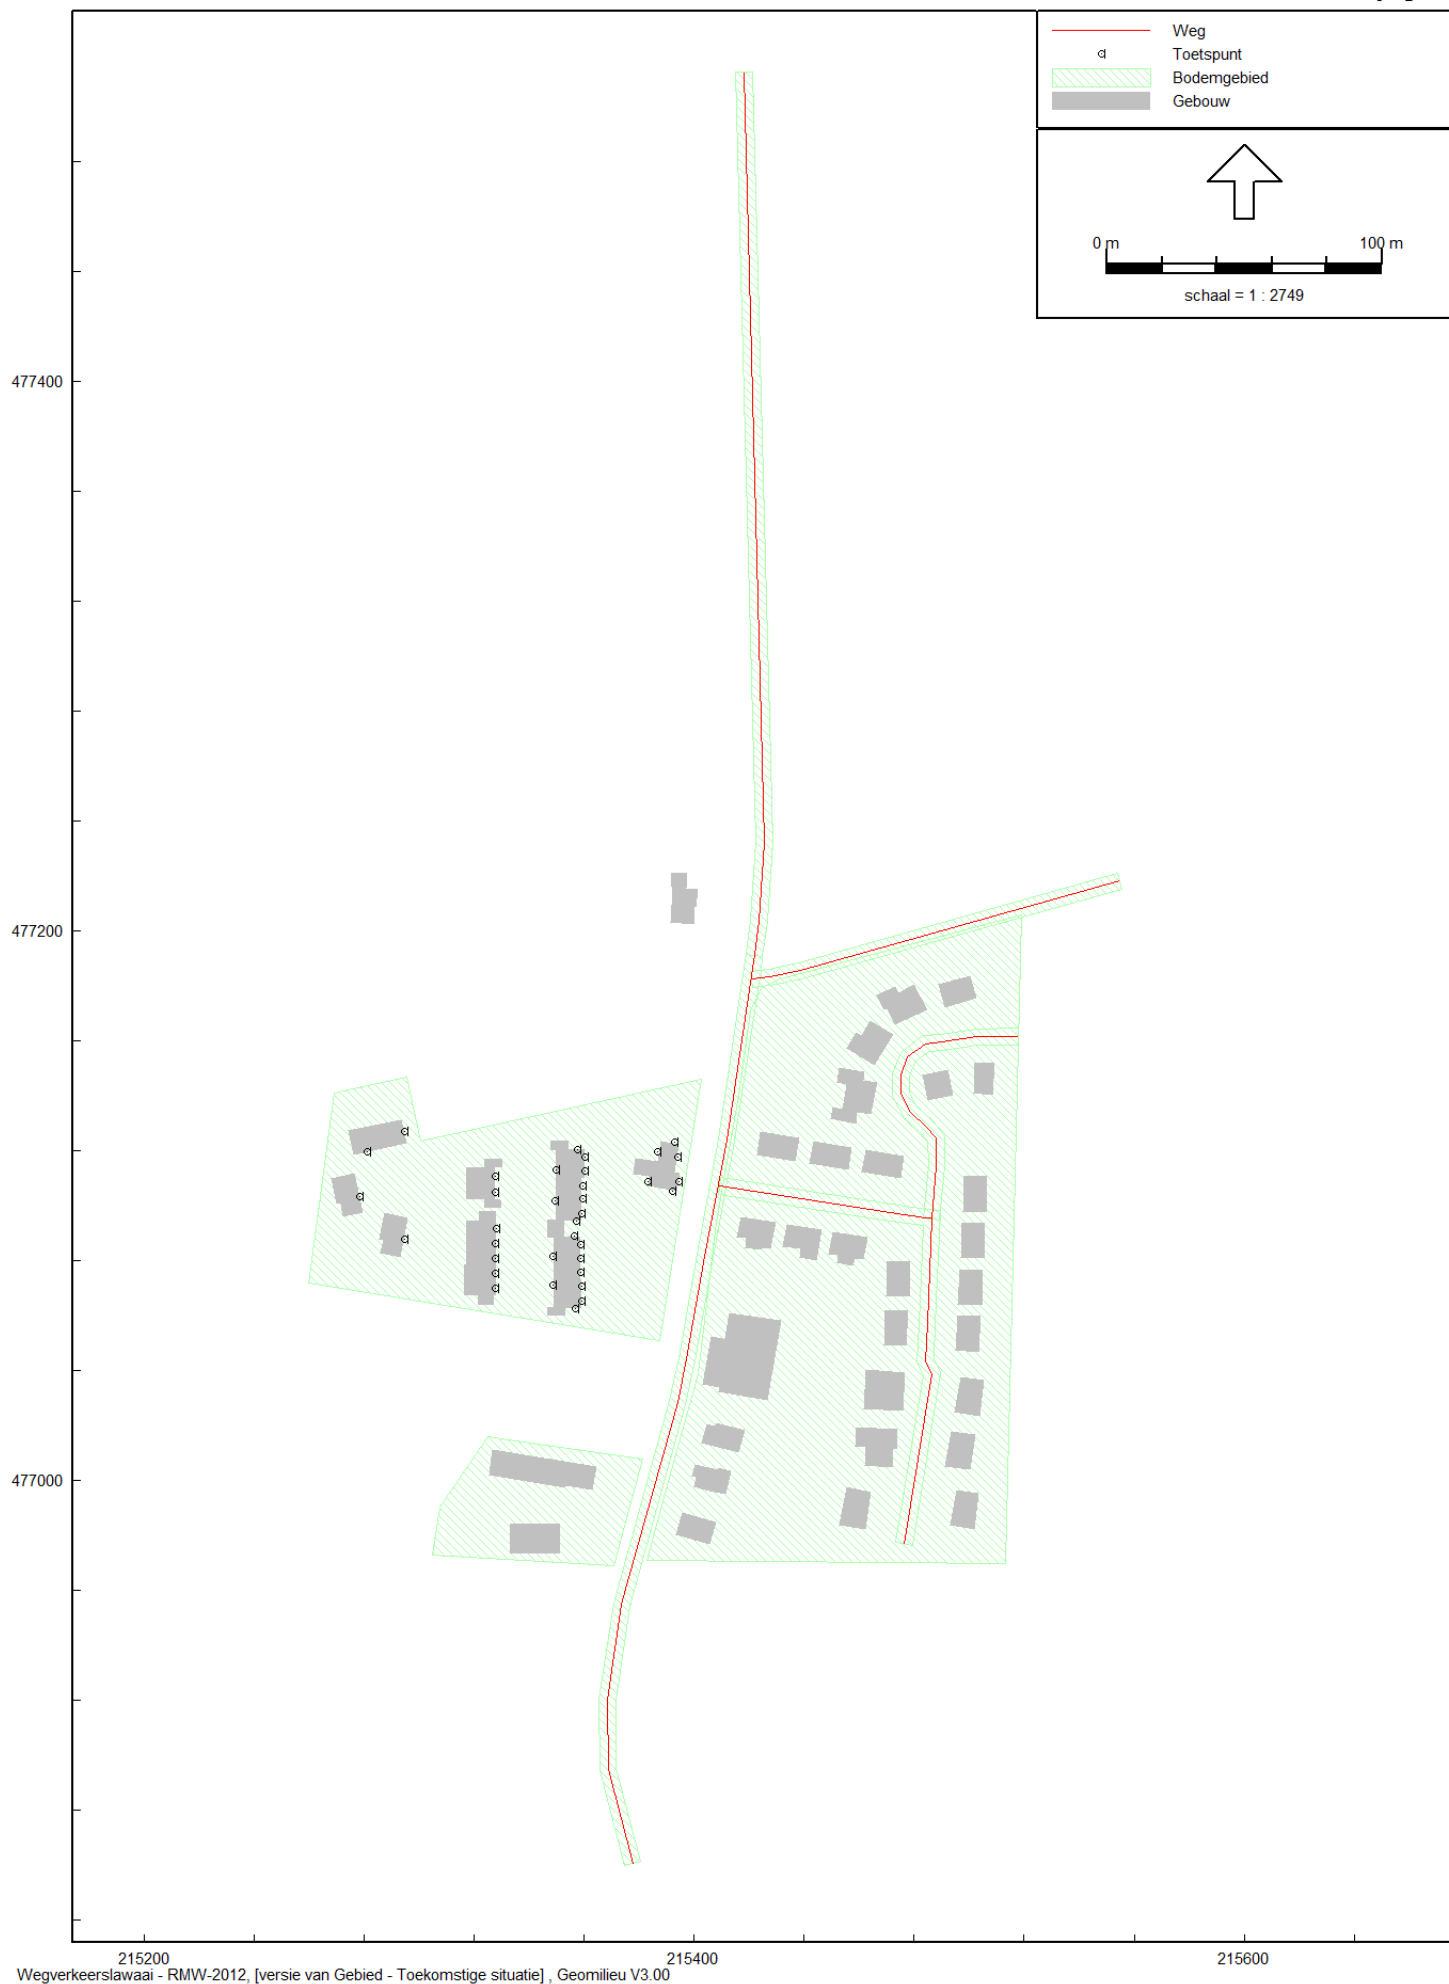 Weg
Toetspunt
Bodemgebied
Gebouw
0 m 100 m
schaal = 1 : 2749
477400
477200
477000
215200 215400 215600
Wegverkeerslawaai - RMW-2012, [versie van Gebied - Toekomstige situatie] , Geomilieu V3.00